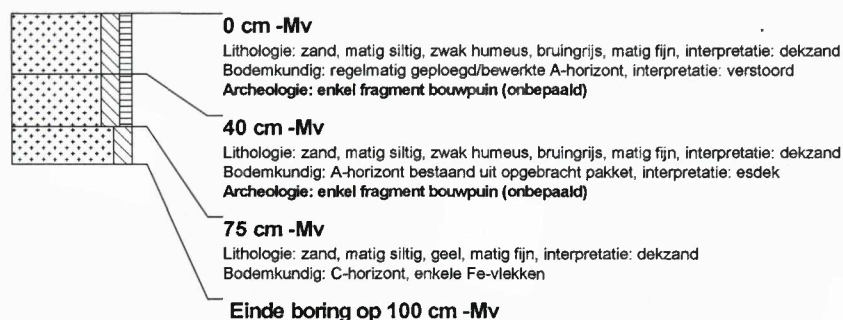 0 cm -Mv
Lithologie: zand, matig siltig, zwak humeus, bruingrijs, matig fijn, interpretatie: dekzand
Bodemkundig: regelmatig geploegd/bewerkte A-horizont, interpretatie: verstoord
Archeologie: enkel fragment bouwpuin (onbepaald)
40 cm -Mv
Lithologie: zand, matig siltig, zwak humeus, bruingrijs, matig fijn, interpretatie: dekzand
Bodemkundig: A-horizont bestaand uit opgebracht pakket, interpretatie: esdek
Archeologie: enkel fragment bouwpuin (onbepaald)
75 cm -Mv
Lithologie: zand, matig siltig, geel, matig fijn, interpretatie: dekzand
Bodemkundig: C-horizont, enkele Fe-vlekken
Einde boring op 100 cm -Mv